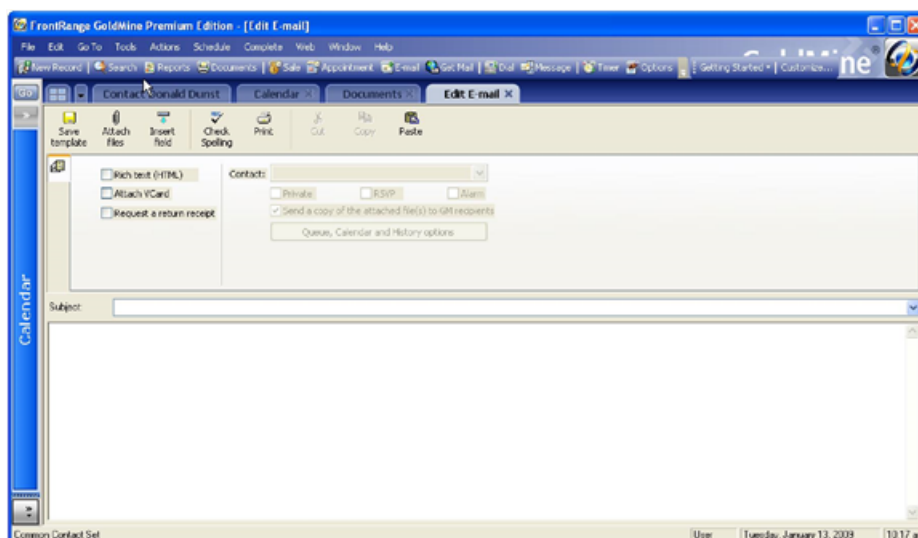 FrontRange GoldMine Premium Edition - [Edit E-mail]
File Edit Go To Tools Actions Schedule Complete Web Window Help
New Record Search Reports Documents Sale Appointment E-mail Get Mail Dial Message Timer Options Getting Started Customize... ne®
Go Contact Donald Dunst Calendar Documents Edit E-mail
Save template Attach files Insert field Check Spelling Print Cut Copy Paste
Rich text (HTML) Contact:
Attach VCard Private RSVP Alarm
Request a return receipt Send a copy of the attached file(s) to GM recipients
Queue, Calendar and History options
Calendar
Subject:
Common Contact Set User Tuesday, January 13, 2009 10:17 a